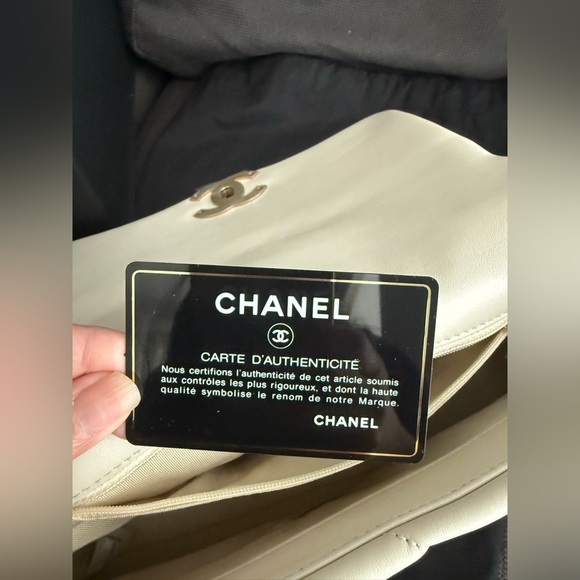 CHANEL
CARTE D'AUTHENTICITÉ
Nous certifions l'authenticité de cet article soumis
aux contrôles les plus rigoureux, et dont la haute
qualité symbolise le renom de notre Marque.
CHANEL